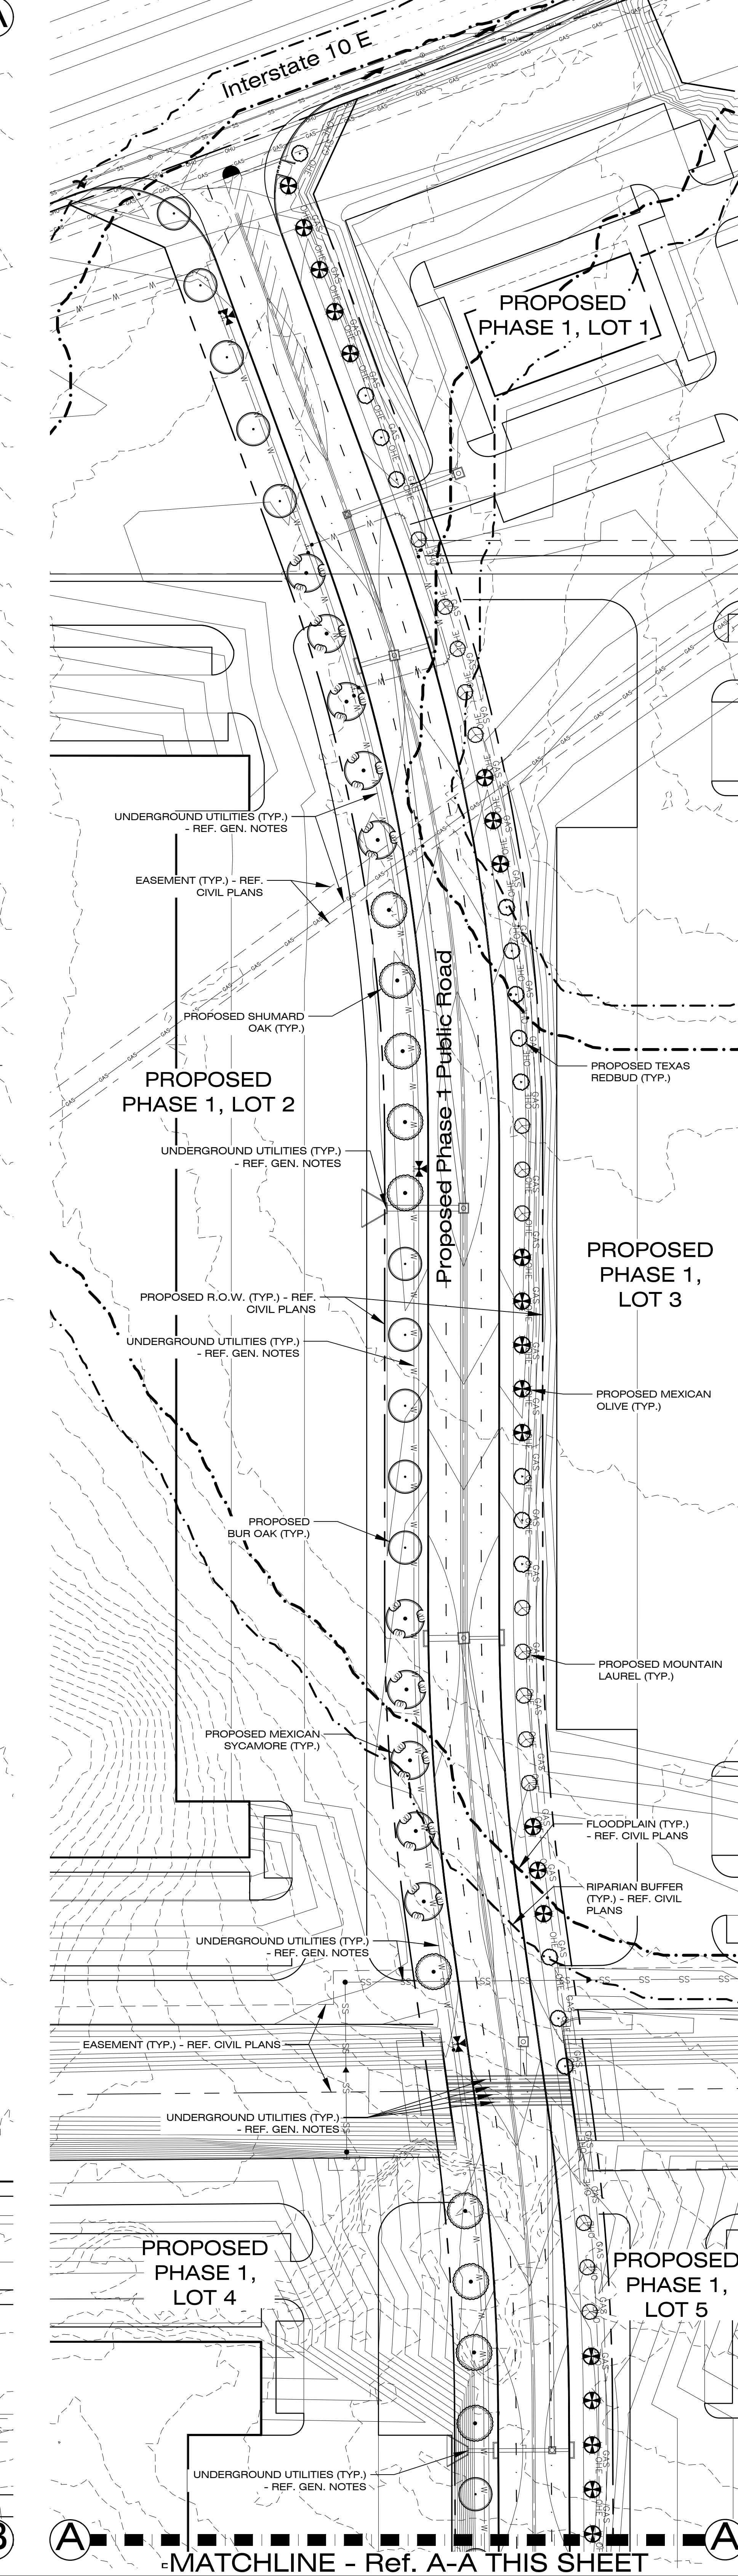 A
Interstate 10 E
PROPOSED
PHASE 1, LOT 1
UNDERGROUND UTILITIES (TYP.)
- REF. GEN. NOTES
EASEMENT (TYP.) - REF.
CIVIL PLANS
PROPOSED SHUMARD
OAK (TYP.)
Proposed Phase 1 Public Road
PROPOSED TEXAS
REDBUD (TYP.)
PROPOSED
PHASE 1, LOT 2
UNDERGROUND UTILITIES (TYP.)
- REF. GEN. NOTES
PROPOSED
PHASE 1,
LOT 3
PROPOSED R.O.W. (TYP.) - REF.
CIVIL PLANS
UNDERGROUND UTILITIES (TYP.)
- REF. GEN. NOTES
PROPOSED MEXICAN
OLIVE (TYP.)
PROPOSED
BUR OAK (TYP.)
PROPOSED MOUNTAIN
LAUREL (TYP.)
PROPOSED MEXICAN
SYCAMORE (TYP.)
FLOODPLAIN (TYP.)
- REF. CIVIL PLANS
RIPARIAN BUFFER
(TYP.) - REF. CIVIL
PLANS
UNDERGROUND UTILITIES (TYP.)
- REF. GEN. NOTES
EASEMENT (TYP.) - REF. CIVIL PLANS
UNDERGROUND UTILITIES (TYP.)
- REF. GEN. NOTES
PROPOSED
PHASE 1,
LOT 4
PROPOSED
PHASE 1,
LOT 5
UNDERGROUND UTILITIES (TYP.)
- REF. GEN. NOTES
B
A
A
MATCHLINE - Ref. A-A THIS SHEET